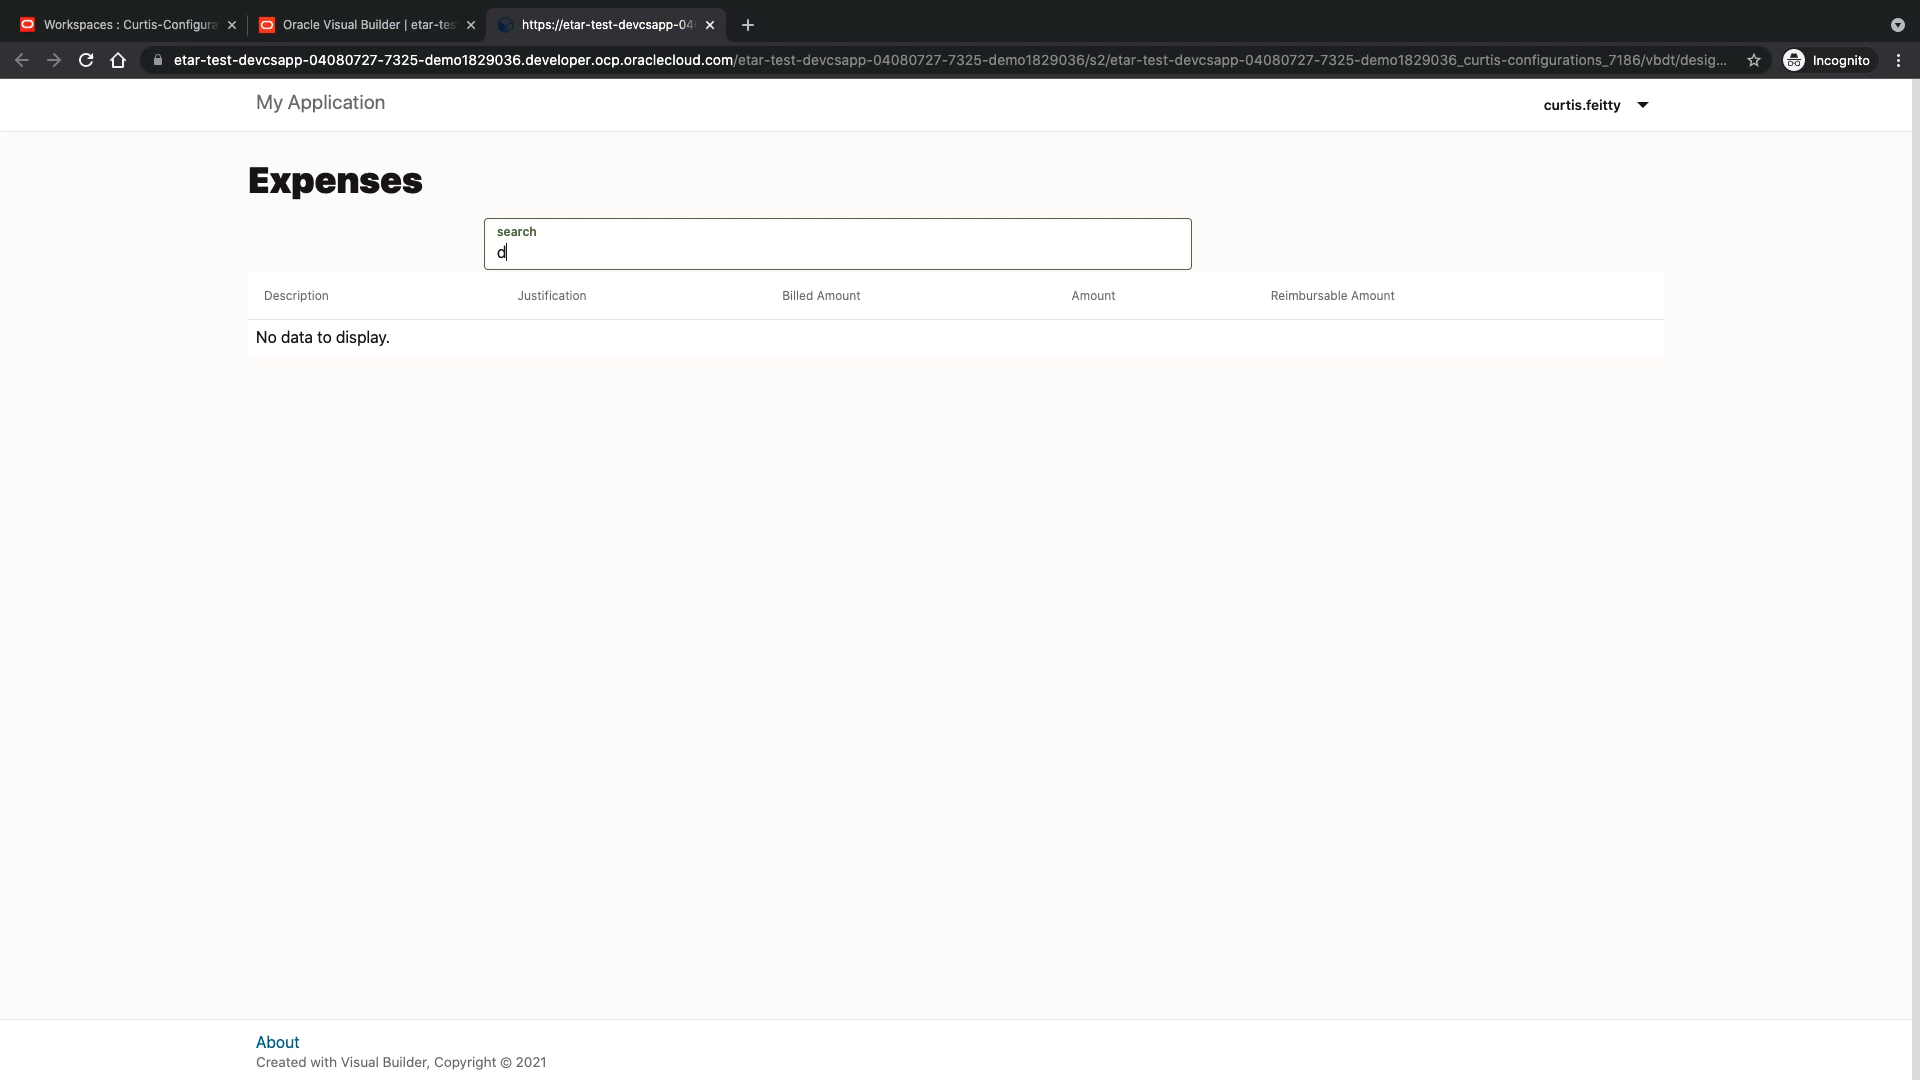 Workspaces : Curtis-Configura
Oracle Visual Builder | etar-tes
https://etar-test-devcsapp-04
etar-test-devcsapp-04080727-7325-demo1829036.developer.ocp.oraclecloud.com/etar-test-devcsapp-04080727-7325-demo1829036/s2/etar-test-devcsapp-04080727-7325-demo1829036_curtis-configurations_7186/vbdt/desig...
Incognito
My Application
curtis.feitty
Expenses
search
d
Description Justification Billed Amount Amount Reimbursable Amount
No data to display.
About
Created with Visual Builder, Copyright © 2021